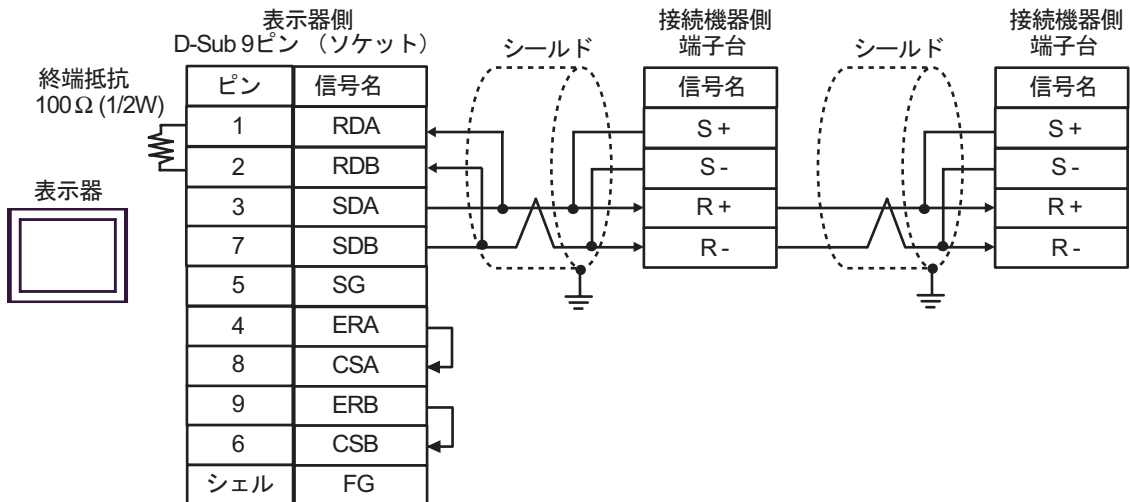 表示器側
D-Sub 9ピン （ソケット）
終端抵抗
100Ω (1/2W)
表示器
ピン 信号名
1 RDA
2 RDB
3 SDA
7 SDB
5 SG
4 ERA
8 CSA
9 ERB
6 CSB
シェル FG
シールド
接続機器側
端子台
信号名
S +
S -
R +
R -
シールド
接続機器側
端子台
信号名
S +
S -
R +
R -